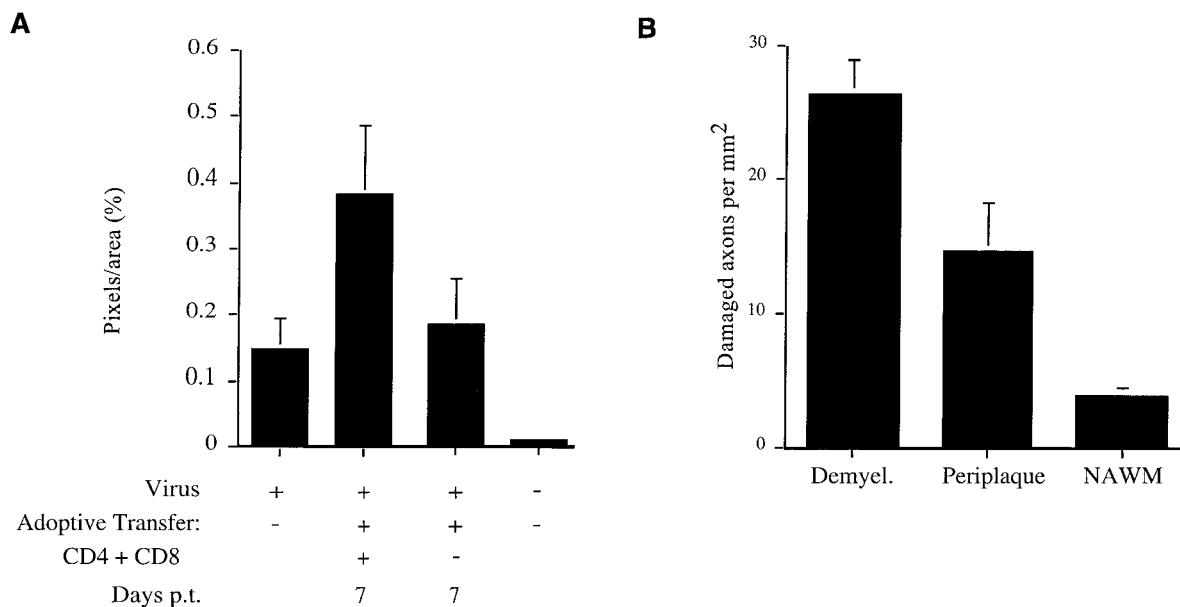 A
0.6
0.5
0.4
0.3
0.2
0.1
0
Pixels/area (%)
Virus + + + -
Adoptive Transfer: - + + -
CD4 + CD8 + -
Days p.t. 7 7
B
30
20
10
0
Damaged axons per mm²
Demyel. Periplaque NAWM